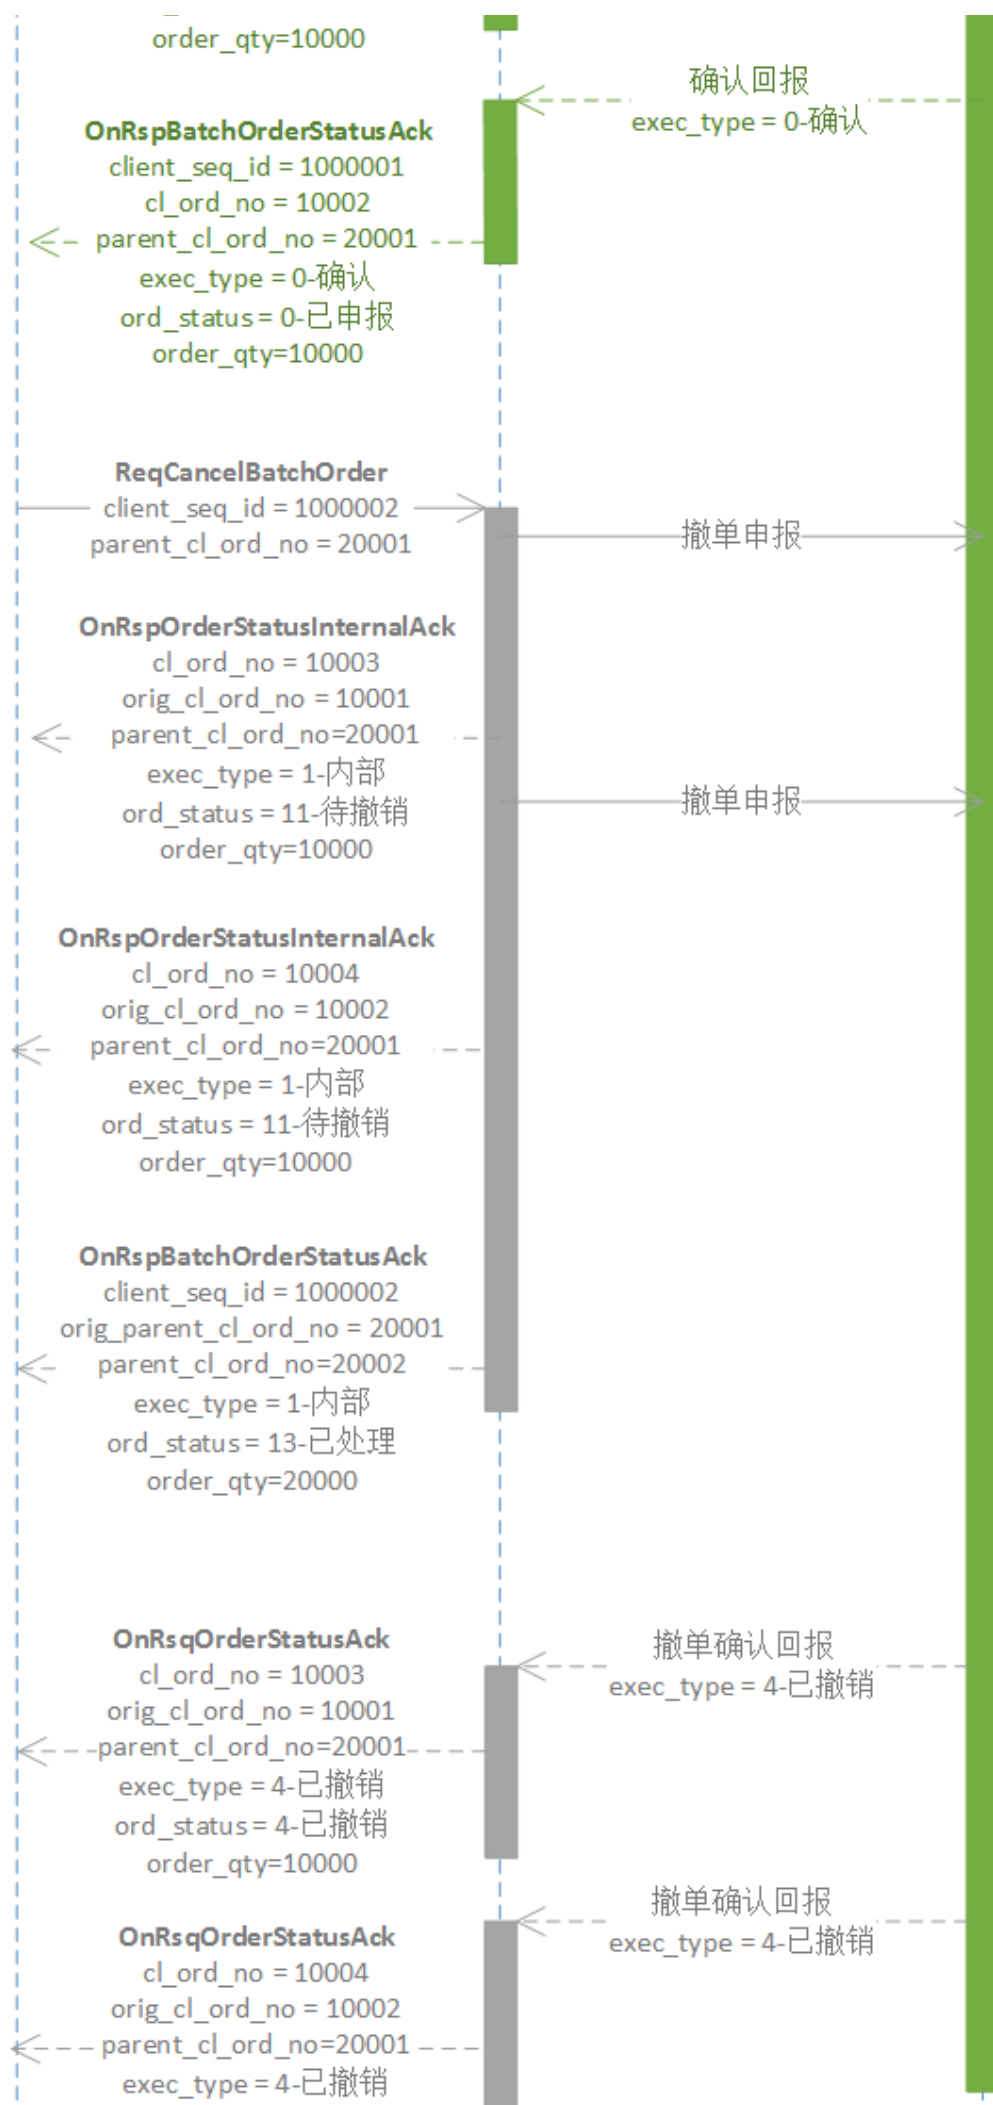 order_qty=10000
确认回报
exec_type = 0-确认
OnRspBatchOrderStatusAck
client_seq_id = 1000001
cl_ord_no = 10002
parent_cl_ord_no = 20001
exec_type = 0-确认
ord_status = 0-已申报
order_qty=10000
ReqCancelBatchOrder
client_seq_id = 1000002
parent_cl_ord_no = 20001
撤单申报
OnRspOrderStatusInternalAck
cl_ord_no = 10003
orig_cl_ord_no = 10001
parent_cl_ord_no=20001
exec_type = 1-内部
ord_status = 11-待撤销
order_qty=10000
撤单申报
OnRspOrderStatusInternalAck
cl_ord_no = 10004
orig_cl_ord_no = 10002
parent_cl_ord_no=20001
exec_type = 1-内部
ord_status = 11-待撤销
order_qty=10000
OnRspBatchOrderStatusAck
client_seq_id = 1000002
orig_parent_cl_ord_no = 20001
parent_cl_ord_no=20002
exec_type = 1-内部
ord_status = 13-已处理
order_qty=20000
撤单确认回报
exec_type = 4-已撤销
OnRsqOrderStatusAck
cl_ord_no = 10003
orig_cl_ord_no = 10001
parent_cl_ord_no=20001
exec_type = 4-已撤销
ord_status = 4-已撤销
order_qty=10000
撤单确认回报
exec_type = 4-已撤销
OnRsqOrderStatusAck
cl_ord_no = 10004
orig_cl_ord_no = 10002
parent_cl_ord_no=20001
exec_type = 4-已撤销